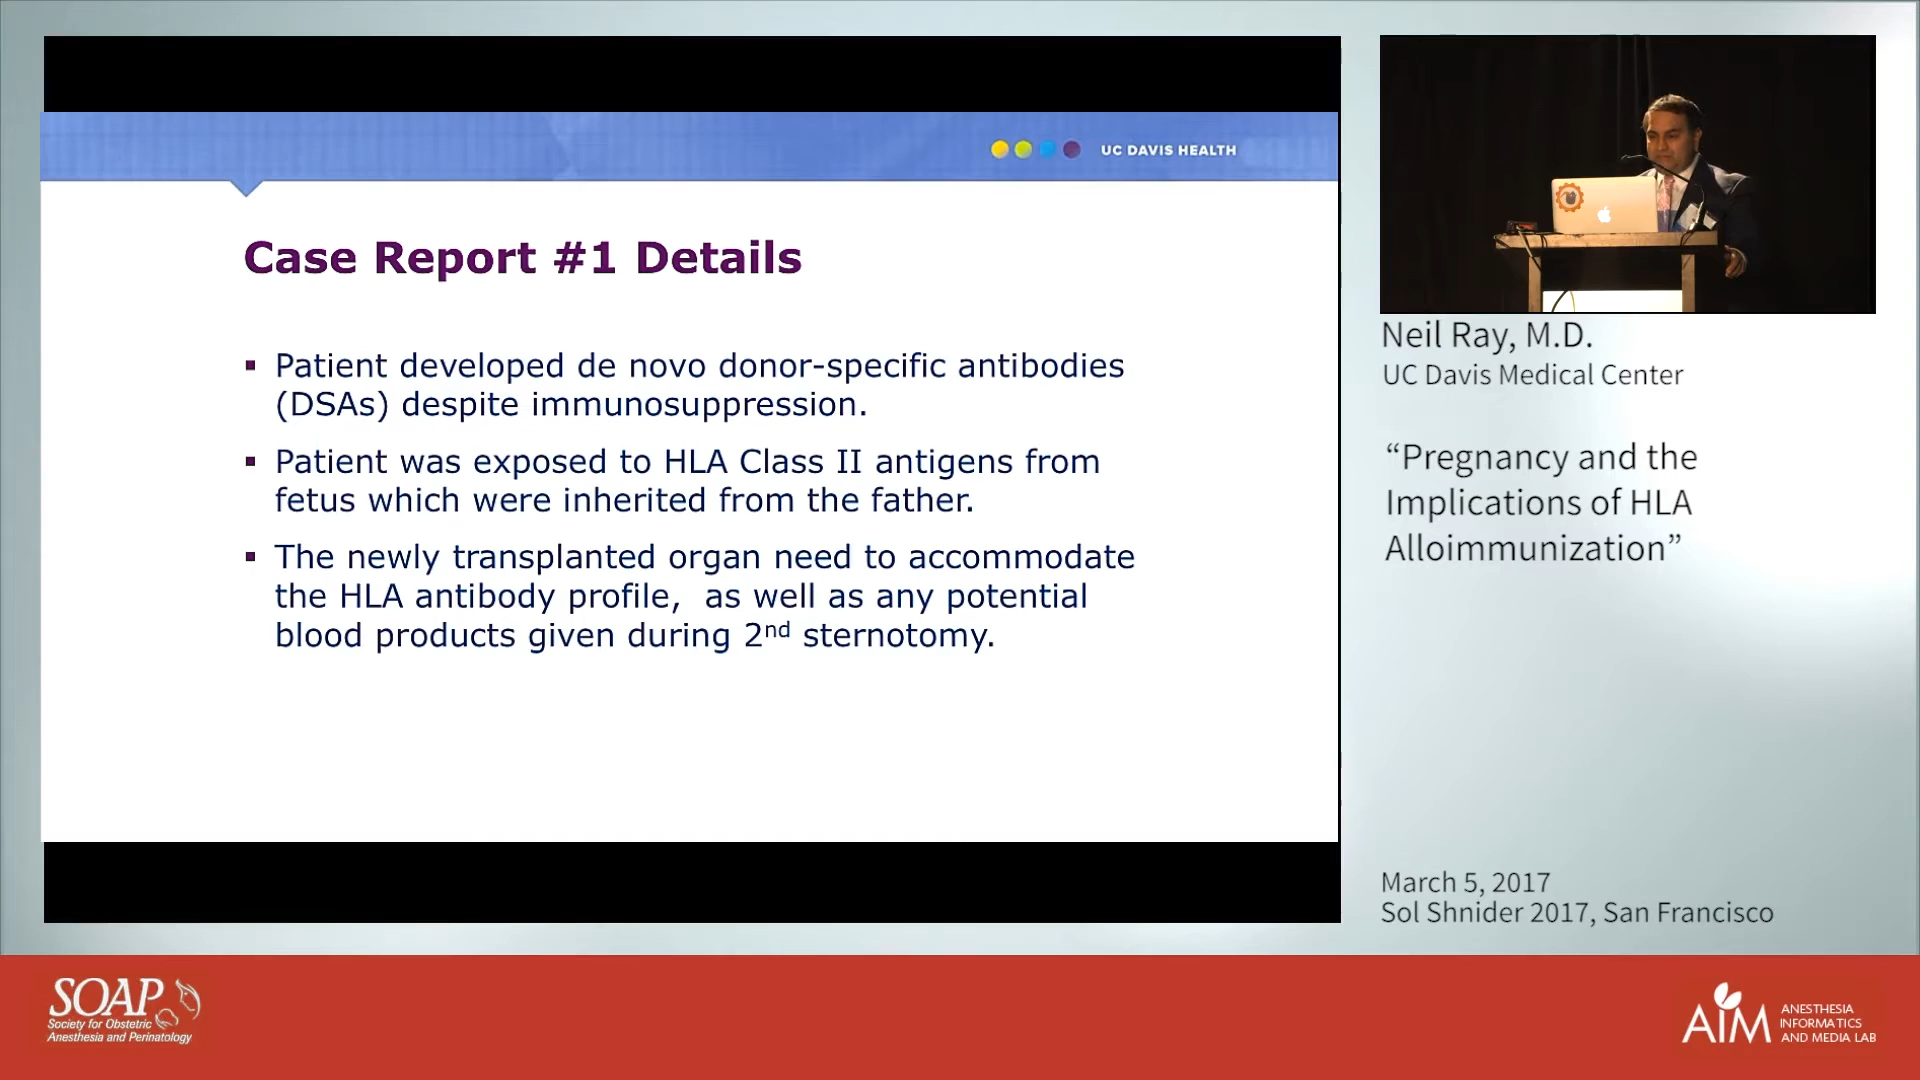 UC DAVIS HEALTH
Case Report #1 Details
▪ Patient developed de novo donor-specific antibodies
(DSAs) despite immunosuppression.
▪ Patient was exposed to HLA Class II antigens from
fetus which were inherited from the father.
▪ The newly transplanted organ need to accommodate
the HLA antibody profile,  as well as any potential
blood products given during 2nd sternotomy.
Neil Ray, M.D.
UC Davis Medical Center
“Pregnancy and the
Implications of HLA
Alloimmunization”
March 5, 2017
Sol Shnider 2017, San Francisco
SOAP
Society for Obstetric
Anesthesia and Perinatology
AIM
ANESTHESIA
INFORMATICS
AND MEDIA LAB